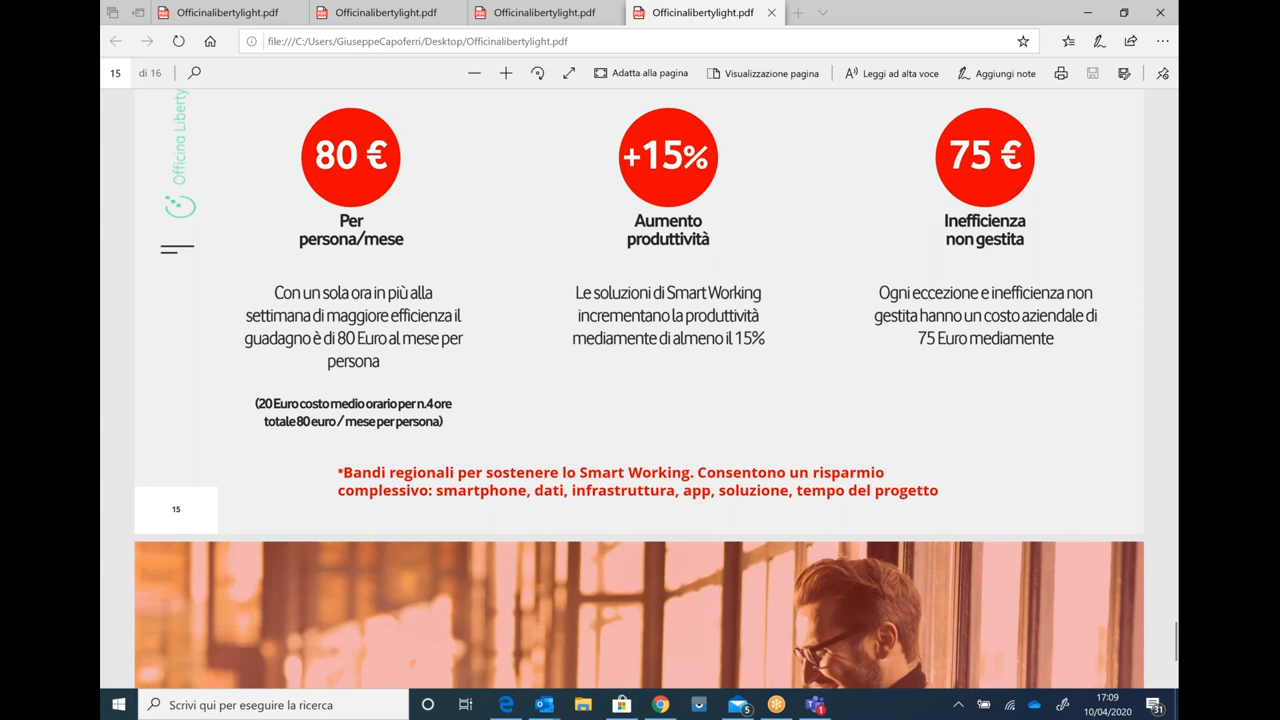 Officinalibertylight.pdf
Officinalibertylight.pdf
Officinalibertylight.pdf
Officinalibertylight.pdf
file:///C:/Users/GiuseppeCapoferri/Desktop/Officinalibertylight.pdf
15
di 16
Adatta alla pagina
Visualizzazione pagina
Leggi ad alta voce
Aggiungi note
Officina Liberty
80 €
Per
persona/mese
Con un sola ora in più alla
settimana di maggiore efficienza il
guadagno è di 80 Euro al mese per
persona
(20 Euro costo medio orario per n.4 ore
totale 80 euro / mese per persona)
+15%
Aumento
produttività
Le soluzioni di Smart Working
incrementano la produttività
mediamente di almeno il 15%
75 €
Inefficienza
non gestita
Ogni eccezione e inefficienza non
gestita hanno un costo aziendale di
75 Euro mediamente
*Bandi regionali per sostenere lo Smart Working. Consentono un risparmio
complessivo: smartphone, dati, infrastruttura, app, soluzione, tempo del progetto
15
Scrivi qui per eseguire la ricerca
5
1
17:09
10/04/2020
31